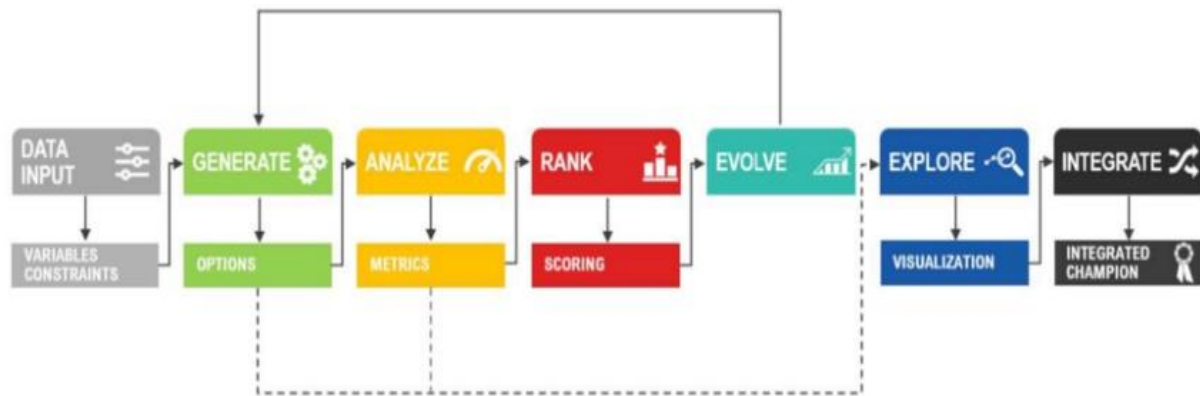 DATA
INPUT
GENERATE
ANALYZE
RANK
EVOLVE
EXPLORE
INTEGRATE
VARIABLES
CONSTRAINTS
OPTIONS
METRICS
SCORING
VISUALIZATION
INTEGRATED
CHAMPION